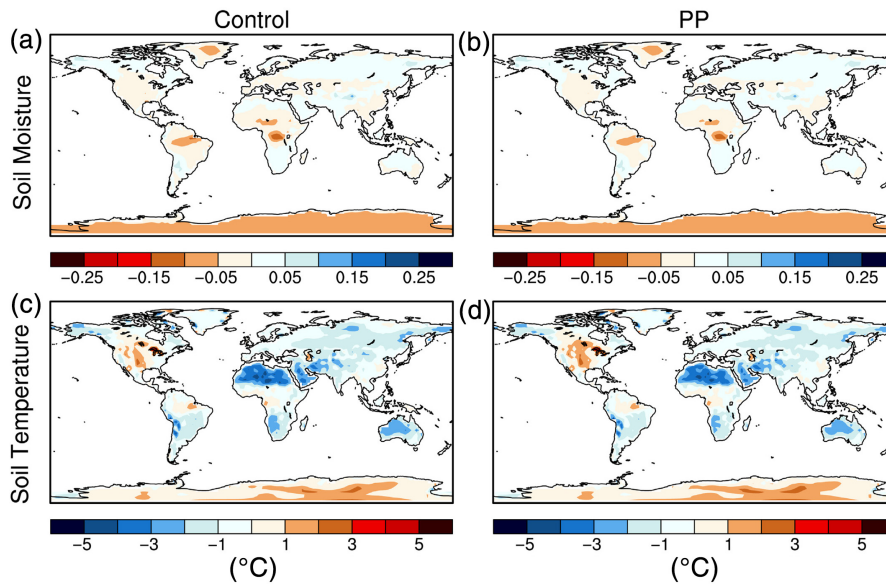 Control
PP
(a)
(b)
Soil Moisture
−0.25 −0.15 −0.05 0.05 0.15 0.25
−0.25 −0.15 −0.05 0.05 0.15 0.25
(c)
(d)
Soil Temperature
−5 −3 −1 1 3 5
−5 −3 −1 1 3 5
(°C)
(°C)